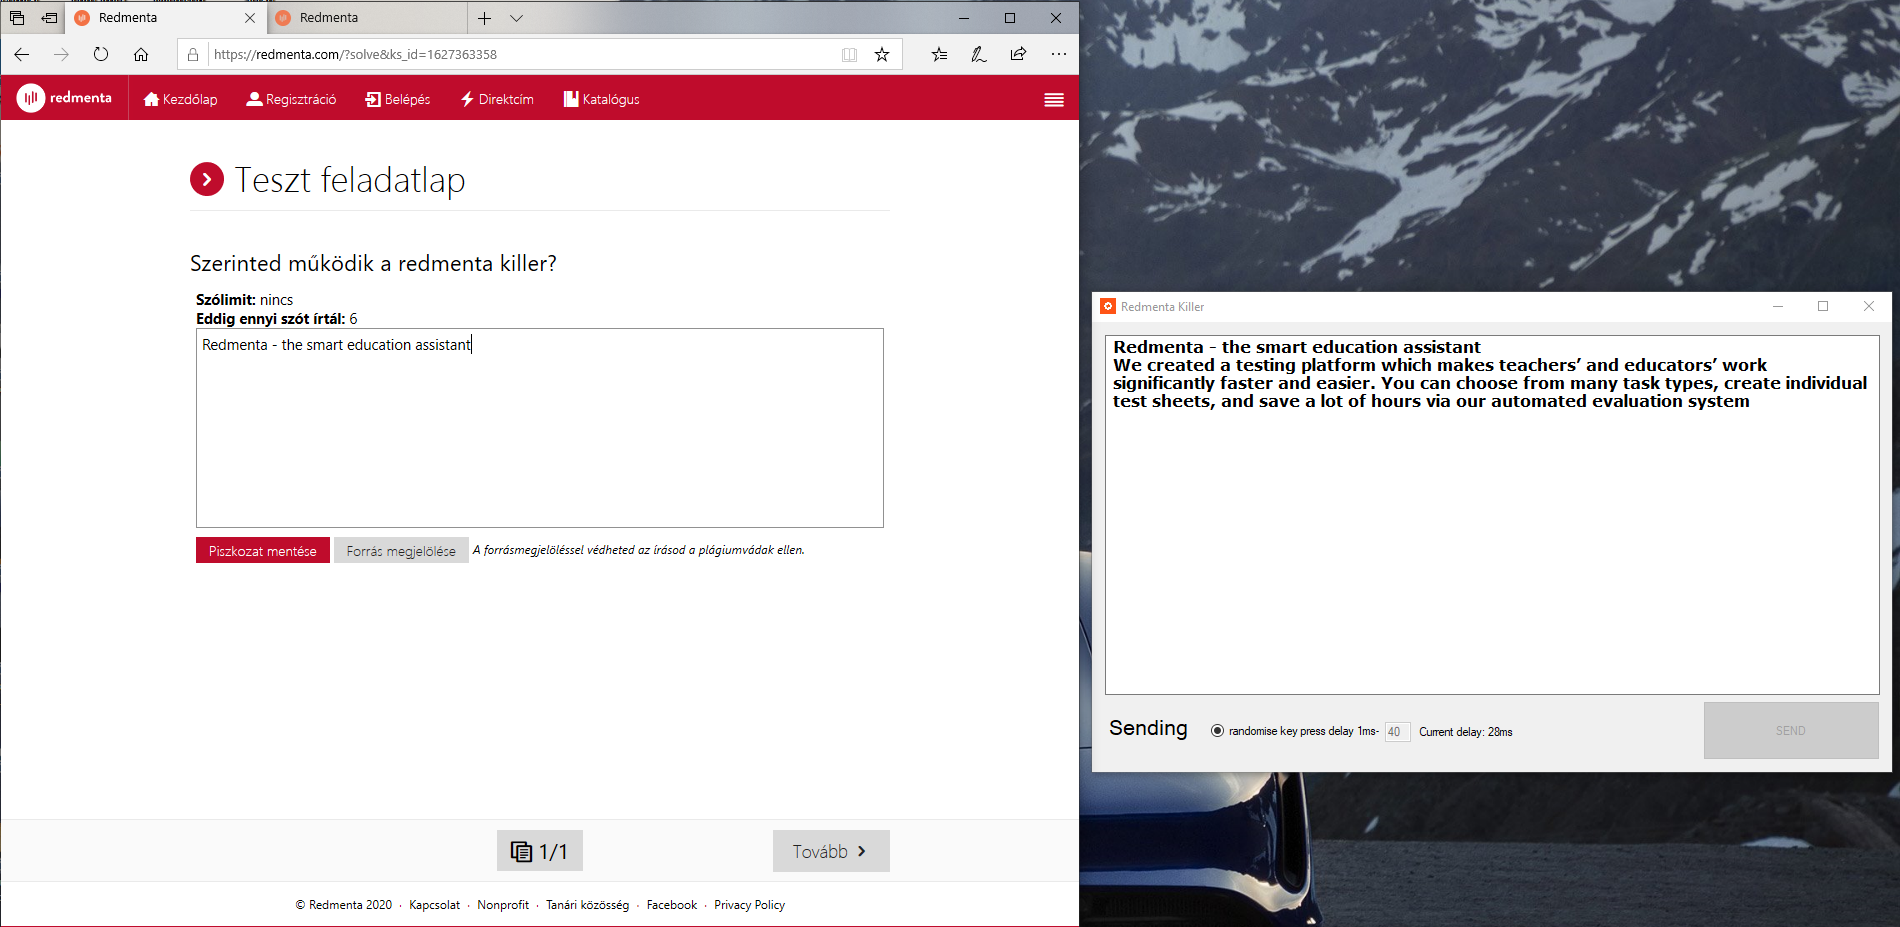 Redmenta
Redmenta
https://redmenta.com/?solve&ks_id=1627363358
redmenta
Kezdőlap
Regisztráció
Belépés
Direktcím
Katalógus
Teszt feladatlap
Szerinted működik a redmenta killer?
Szólimit: nincs
Eddig ennyi szót írtál: 6
Redmenta - the smart education assistant
Piszkozat mentése
Forrás megjelölése
A forrásmegjelöléssel védheted az írásod a plágiumvádak ellen.
1/1
Tovább
© Redmenta 2020 · Kapcsolat · Nonprofit · Tanári közösség · Facebook · Privacy Policy
Redmenta Killer
Redmenta - the smart education assistant
We created a testing platform which makes teachers’ and educators’ work
significantly faster and easier. You can choose from many task types, create individual
test sheets, and save a lot of hours via our automated evaluation system
Sending
randomise key press delay 1ms- 40
Current delay: 28ms
SEND